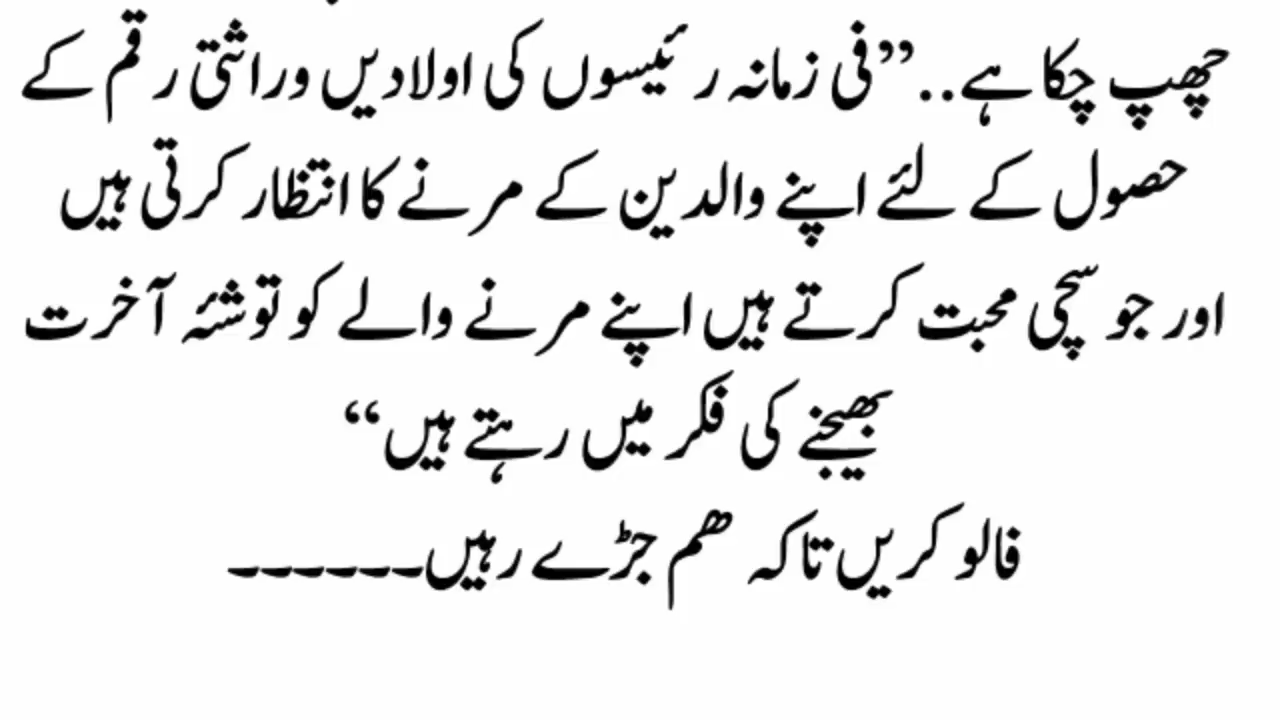 چھپ چکا ہے..”فی زمانہ رئیسوں کی اولادیں وراثتی رقم کے
حصول کے لئے اپنے والدین کے مرنے کا انتظار کرتی ہیں
اور جو سچی محبت کرتے ہیں اپنے مرنے والے کو توشئہ آخرت
بھیجنے کی فکر میں رہتے ہیں“
فالو کریں تاکہ ھم جڑے رہیں۔۔۔۔۔۔